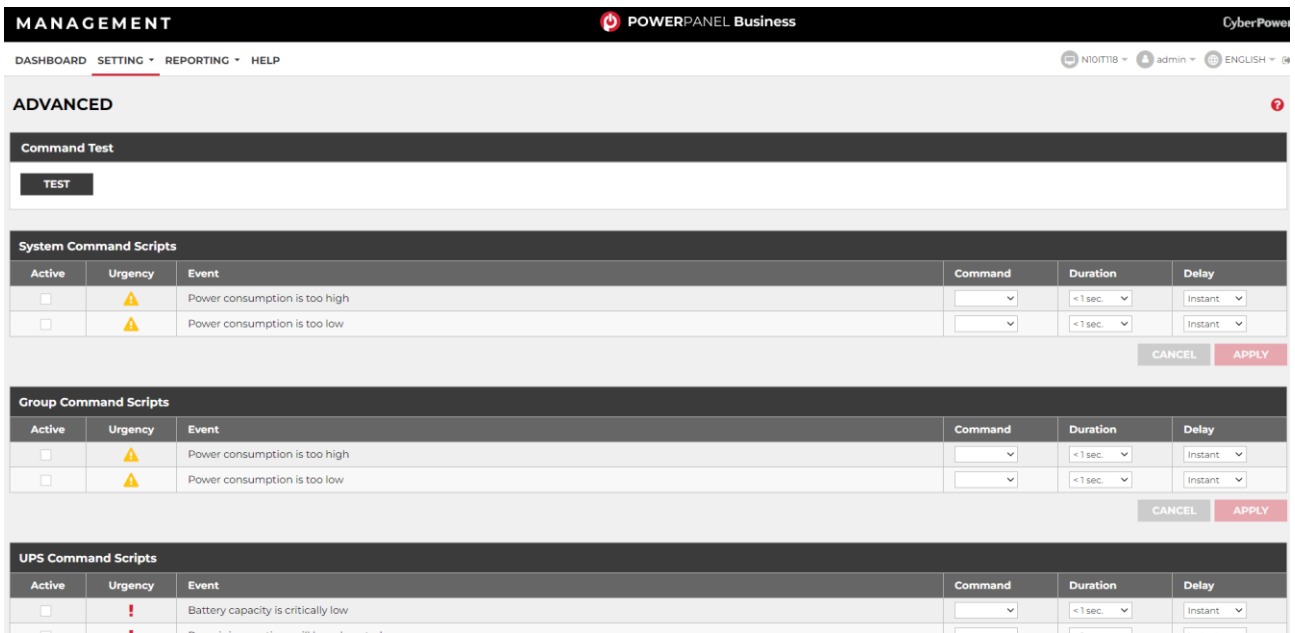 MANAGEMENT POWERPANEL Business CyberPower
DASHBOARD SETTING REPORTING HELP N10IT118 admin ENGLISH
ADVANCED
Command Test
TEST
System Command Scripts
Active Urgency Event Command Duration Delay
Power consumption is too high <1 sec. Instant
Power consumption is too low <1 sec. Instant
CANCEL APPLY
Group Command Scripts
Active Urgency Event Command Duration Delay
Power consumption is too high <1 sec. Instant
Power consumption is too low <1 sec. Instant
CANCEL APPLY
UPS Command Scripts
Active Urgency Event Command Duration Delay
Battery capacity is critically low <1 sec. Instant